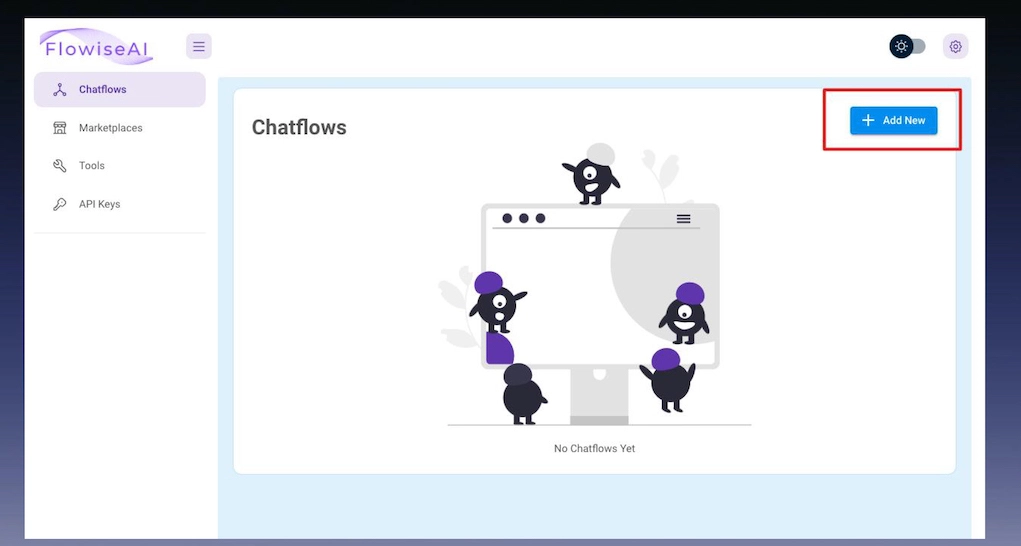 FlowiseAI
Chatflows
Marketplaces
Tools
API Keys
Chatflows
Add New
No Chatflows Yet